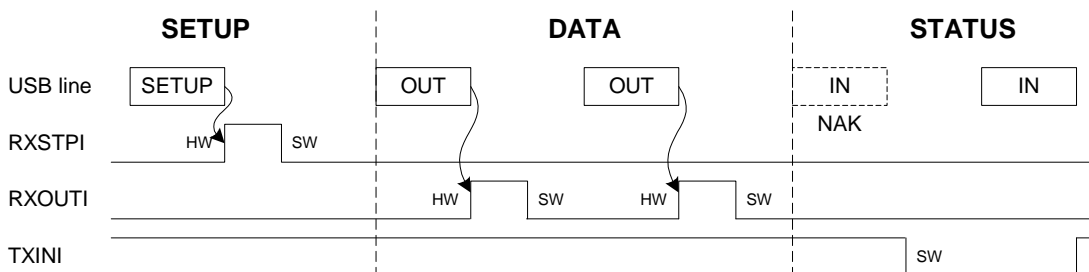 SETUP DATA STATUS
USB line SETUP OUT OUT IN IN
NAK
RXSTPI HW SW
RXOUTI HW SW HW SW
TXINI SW